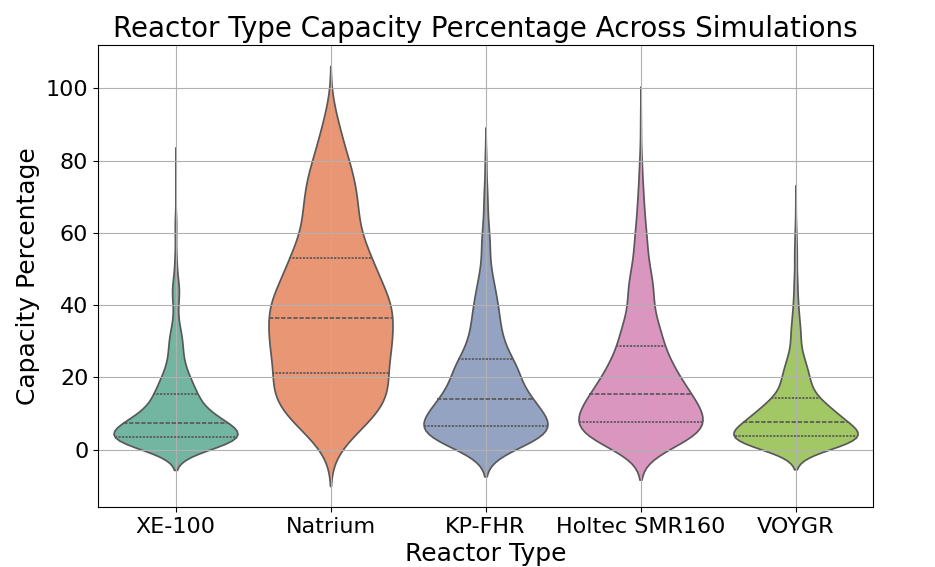 Reactor Type Capacity Percentage Across Simulations
Capacity Percentage
100
80
60
40
20
0
XE-100 Natrium KP-FHR Holtec SMR160 VOYGR
Reactor Type